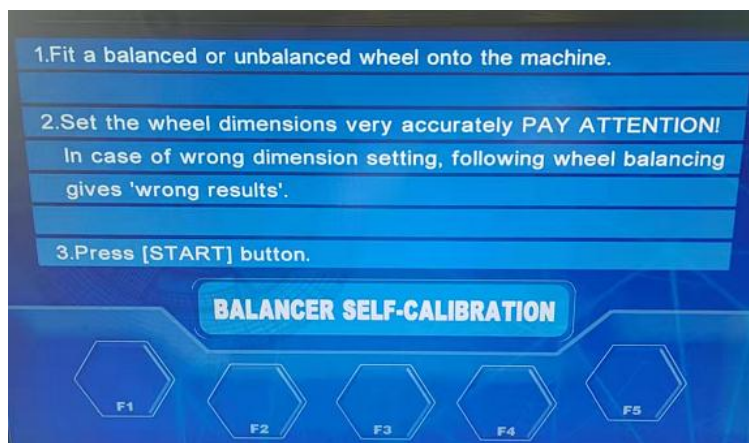 1.Fit a balanced or unbalanced wheel onto the machine.
2.Set the wheel dimensions very accurately PAY ATTENTION!
In case of wrong dimension setting, following wheel balancing
gives 'wrong results'.
3.Press [START] button.
BALANCER SELF-CALIBRATION
F1
F2
F3
F4
F5